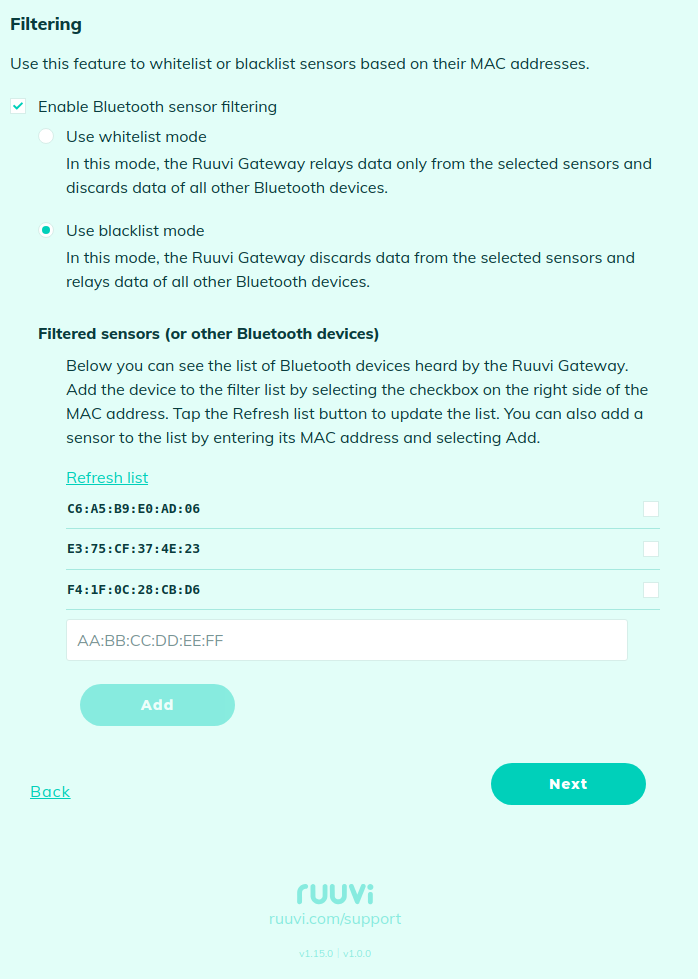 Filtering
Use this feature to whitelist or blacklist sensors based on their MAC addresses.
Enable Bluetooth sensor filtering
Use whitelist mode
In this mode, the Ruuvi Gateway relays data only from the selected sensors and
discards data of all other Bluetooth devices.
Use blacklist mode
In this mode, the Ruuvi Gateway discards data from the selected sensors and
relays data of all other Bluetooth devices.
Filtered sensors (or other Bluetooth devices)
Below you can see the list of Bluetooth devices heard by the Ruuvi Gateway.
Add the device to the filter list by selecting the checkbox on the right side of the
MAC address. Tap the Refresh list button to update the list. You can also add a
sensor to the list by entering its MAC address and selecting Add.
Refresh list
C6:A5:B9:E0:AD:06
E3:75:CF:37:4E:23
F4:1F:0C:28:CB:D6
AA:BB:CC:DD:EE:FF
Add
Back
Next
ruuvi
ruuvi.com/support
v1.15.0 | v1.0.0